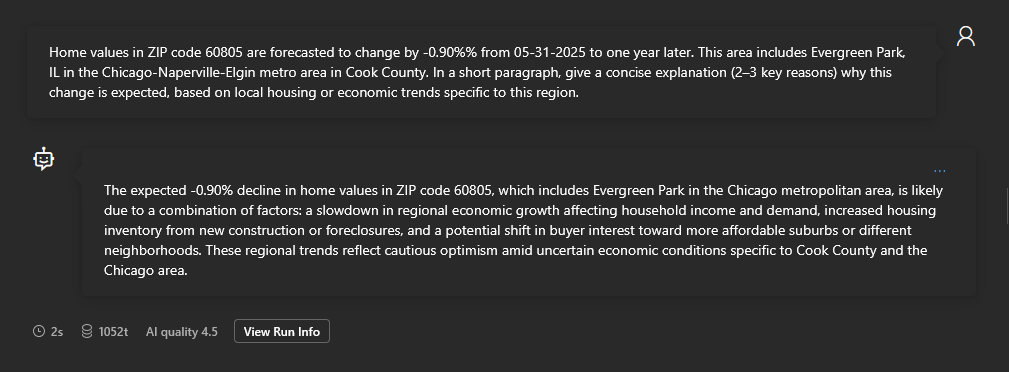 Home values in ZIP code 60805 are forecasted to change by -0.90%% from 05-31-2025 to one year later. This area includes Evergreen Park,
IL in the Chicago-Naperville-Elgin metro area in Cook County. In a short paragraph, give a concise explanation (2–3 key reasons) why this
change is expected, based on local housing or economic trends specific to this region.
...
The expected -0.90% decline in home values in ZIP code 60805, which includes Evergreen Park in the Chicago metropolitan area, is likely
due to a combination of factors: a slowdown in regional economic growth affecting household income and demand, increased housing
inventory from new construction or foreclosures, and a potential shift in buyer interest toward more affordable suburbs or different
neighborhoods. These regional trends reflect cautious optimism amid uncertain economic conditions specific to Cook County and the
Chicago area.
2s 1052t AI quality 4.5 View Run Info